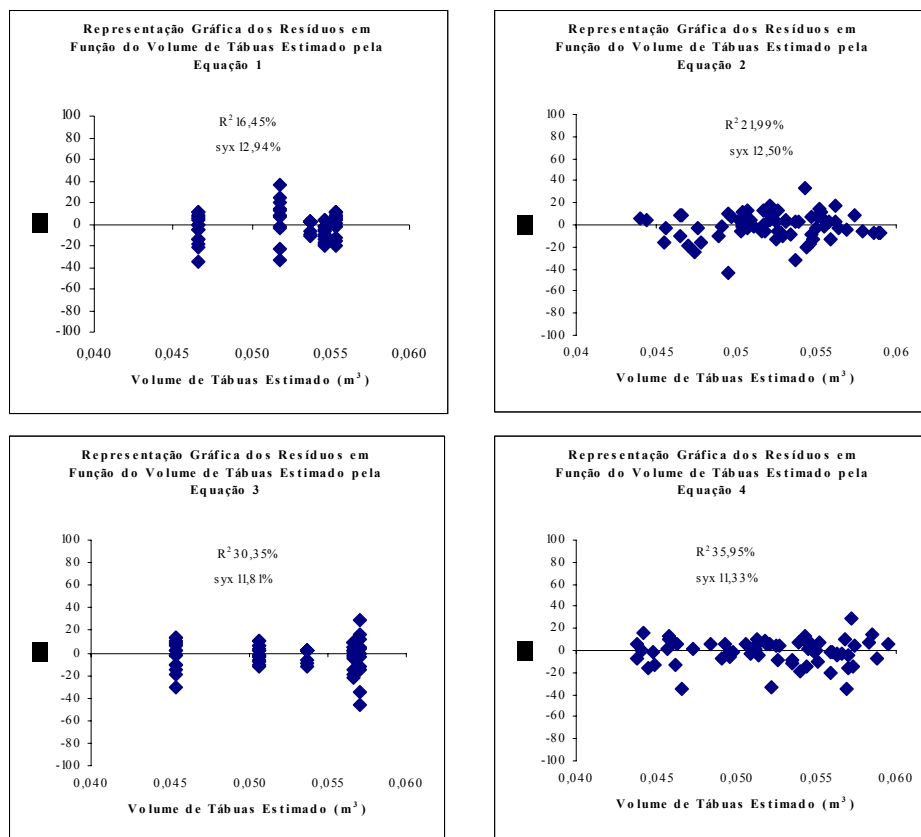 Representação Gráfica dos Resíduos em
Função do Volume de Tábuas Estimado pela
Equação 1
R² 16,45%
syx 12,94%
100
80
60
40
20
0
-20
-40
-60
-80
-100
0,040 0,045 0,050 0,055 0,060
Volume de Tábuas Estimado (m³)
Representação Gráfica dos Resíduos em
Função do Volume de Tábuas Estimado pela
Equação 2
R² 21,99%
syx 12,50%
100
80
60
40
20
0
-20
-40
-60
-80
-100
0,04 0,045 0,05 0,055 0,06
Volume de Tábuas Estimado (m³)
Representação Gráfica dos Resíduos em
Função do Volume de Tábuas Estimado pela
Equação 3
R² 30,35%
syx 11,81%
100
80
60
40
20
0
-20
-40
-60
-80
-100
0,040 0,045 0,050 0,055 0,060
Volume de Tábuas Estimado (m³)
Representação Gráfica dos Resíduos em
Função do Volume de Tábuas Estimado pela
Equação 4
R² 35,95%
syx 11,33%
100
80
60
40
20
0
-20
-40
-60
-80
-100
0,040 0,045 0,050 0,055 0,060
Volume de Tábuas Estimado (m³)